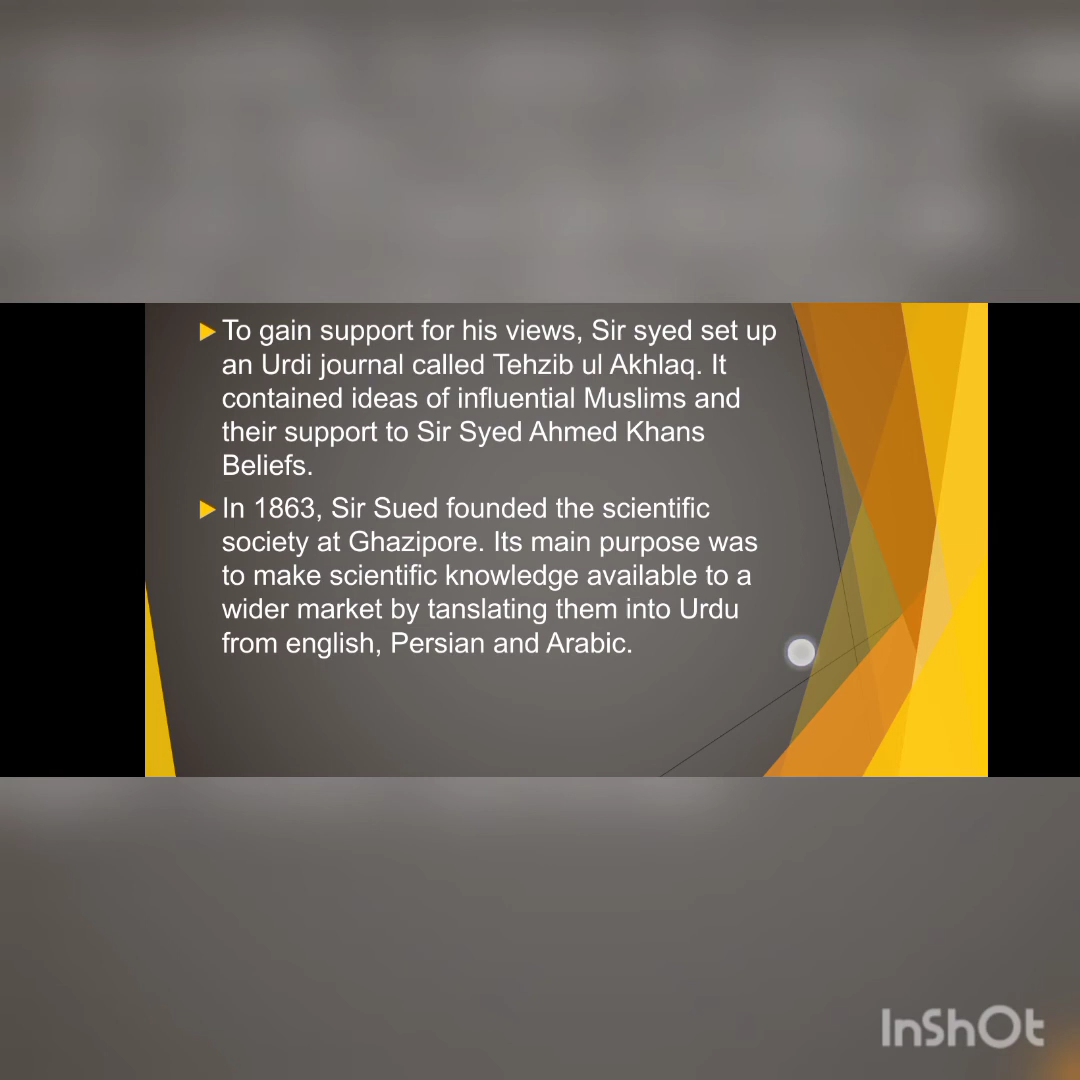 To gain support for his views, Sir syed set up
an Urdi journal called Tehzib ul Akhlaq. It
contained ideas of influential Muslims and
their support to Sir Syed Ahmed Khans
Beliefs.
In 1863, Sir Sued founded the scientific
society at Ghazipore. Its main purpose was
to make scientific knowledge available to a
wider market by tanslating them into Urdu
from english, Persian and Arabic.
InShOt